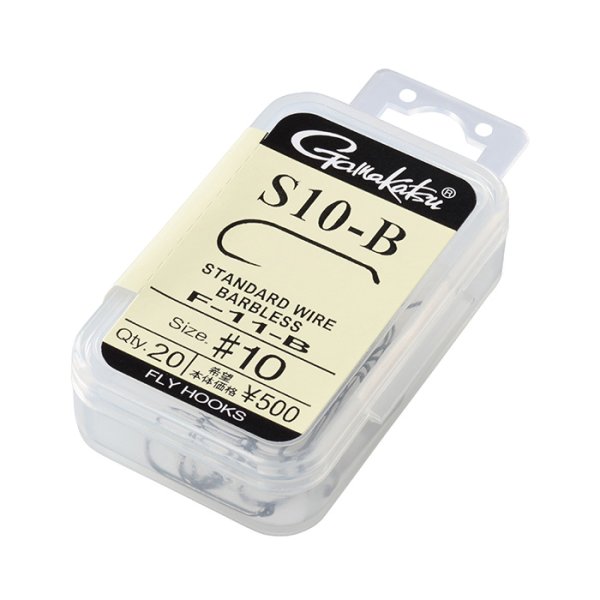 Gamakatsu®
S10-B
STANDARD WIRE
BARBLESS
F-11-B
Qty. 20 Size. #10 希望本体価格 ¥500
FLY HOOKS